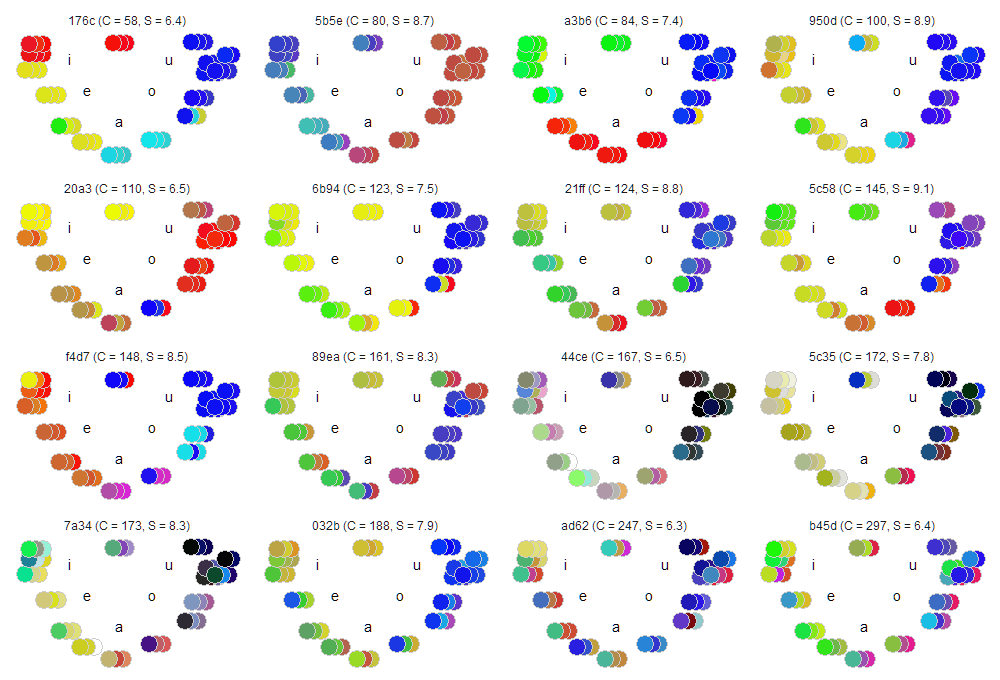 176c (C = 58, S = 6.4) 5b5e (C = 80, S = 8.7) a3b6 (C = 84, S = 7.4) 950d (C = 100, S = 8.9)
i u i u i u i u
e o e o e o e o
a a a a
20a3 (C = 110, S = 6.5) 6b94 (C = 123, S = 7.5) 21ff (C = 124, S = 8.8) 5c58 (C = 145, S = 9.1)
i u i u i u i u
e o e o e o e o
a a a a
f4d7 (C = 148, S = 8.5) 89ea (C = 161, S = 8.3) 44ce (C = 167, S = 6.5) 5c35 (C = 172, S = 7.8)
i u i u i u i u
e o e o e o e o
a a a a
7a34 (C = 173, S = 8.3) 032b (C = 188, S = 7.9) ad62 (C = 247, S = 6.3) b45d (C = 297, S = 6.4)
i u i u i u i u
e o e o e o e o
a a a a